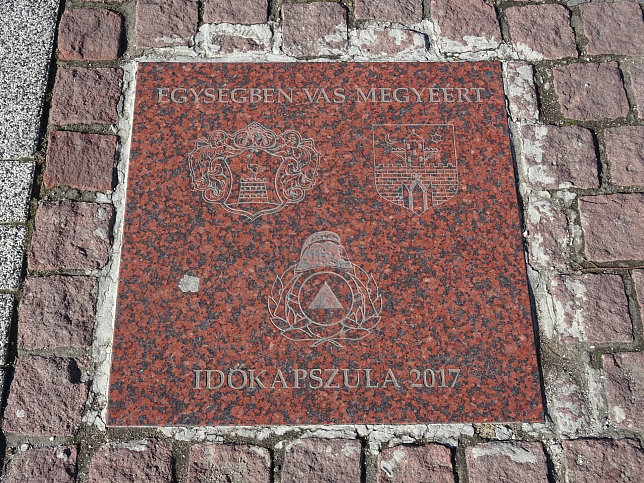 EGYSÉGBEN VAS MEGYÉÉRT
IDŐKAPSZULA 2017